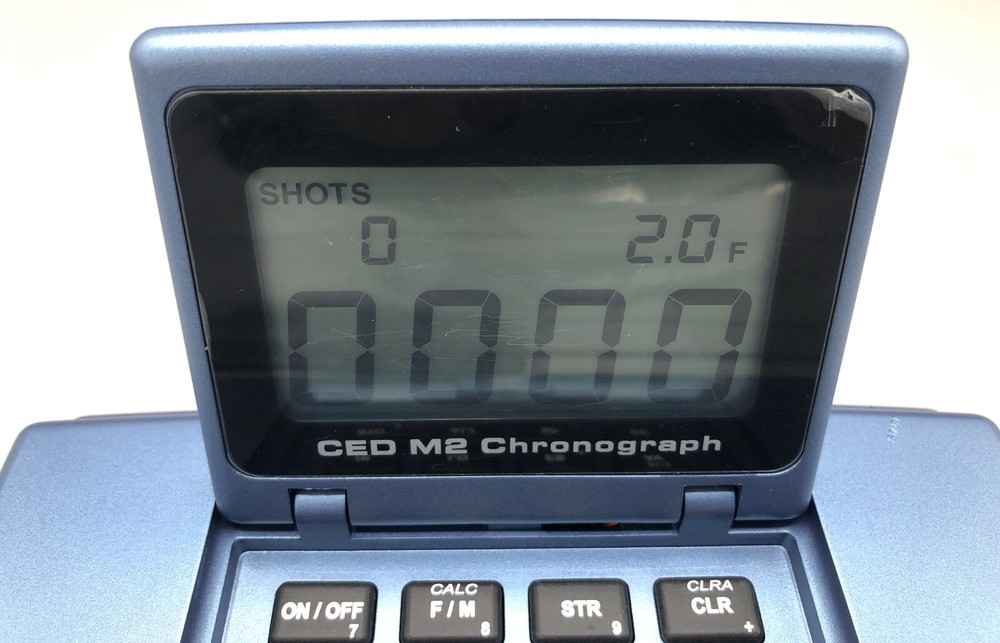 SHOTS
0 2.0 F
0000
CED M2 Chronograph
CALC CLRA
ON/OFF F/M STR CLR
7 8 9 +